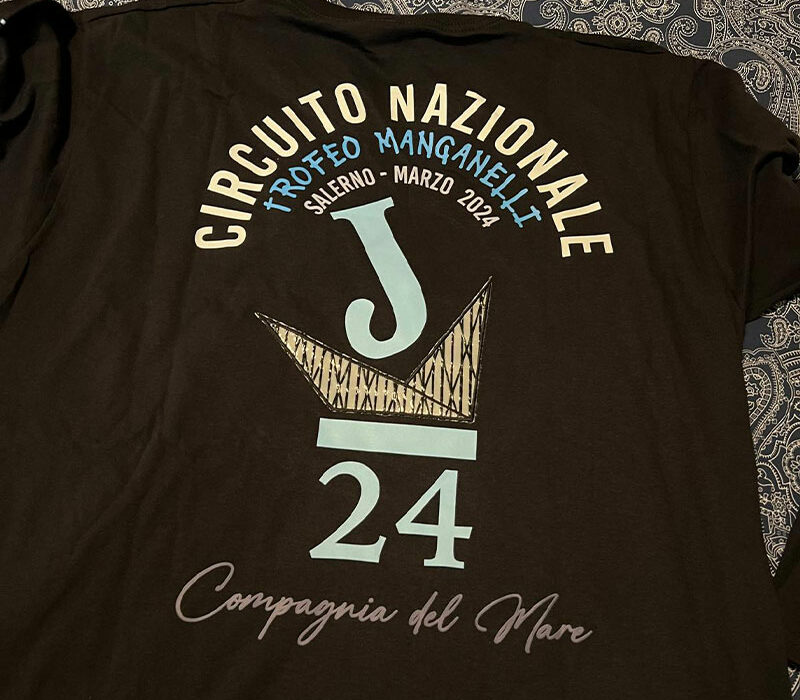 CIRCUITO NAZIONALE
TROFEO MANGANELLI
SALERNO - MARZO 2024
J
24
Compagnia del Mare